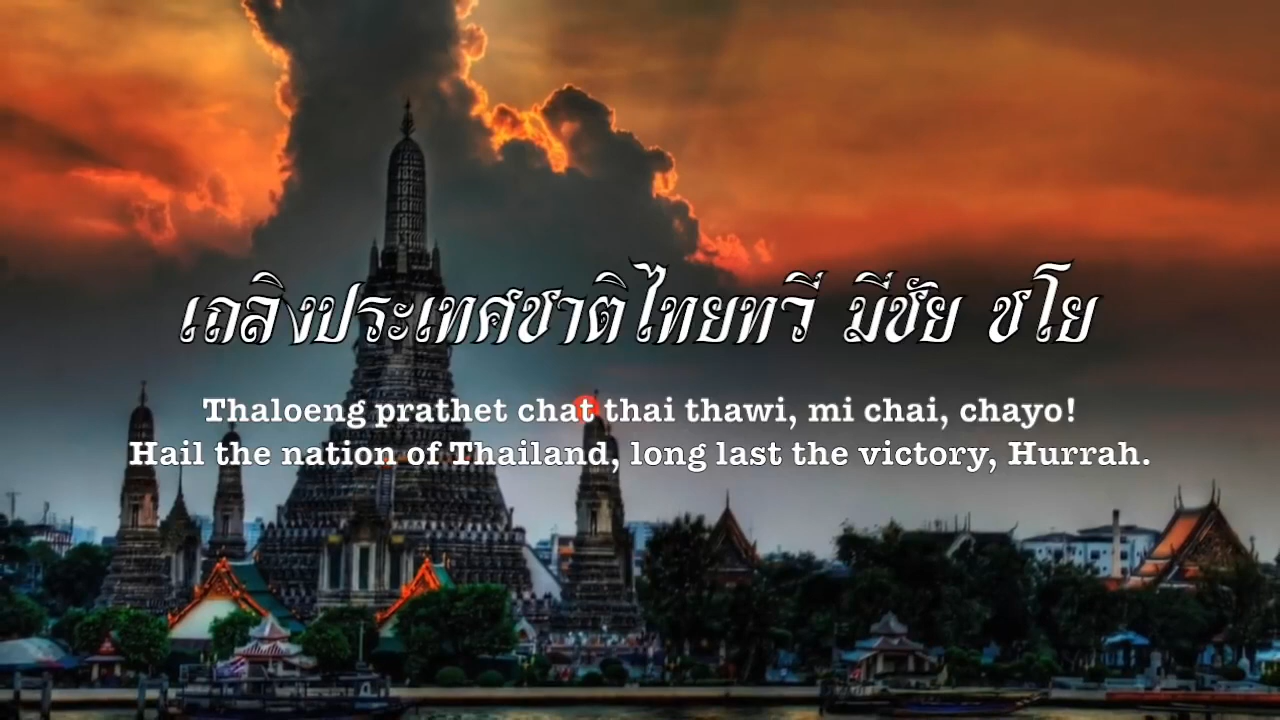 เถลิงประเทศชาติไทยทวี มีชัย ชโย
Thaloeng prathet chat thai thawi, mi chai, chayo!
Hail the nation of Thailand, long last the victory, Hurrah.